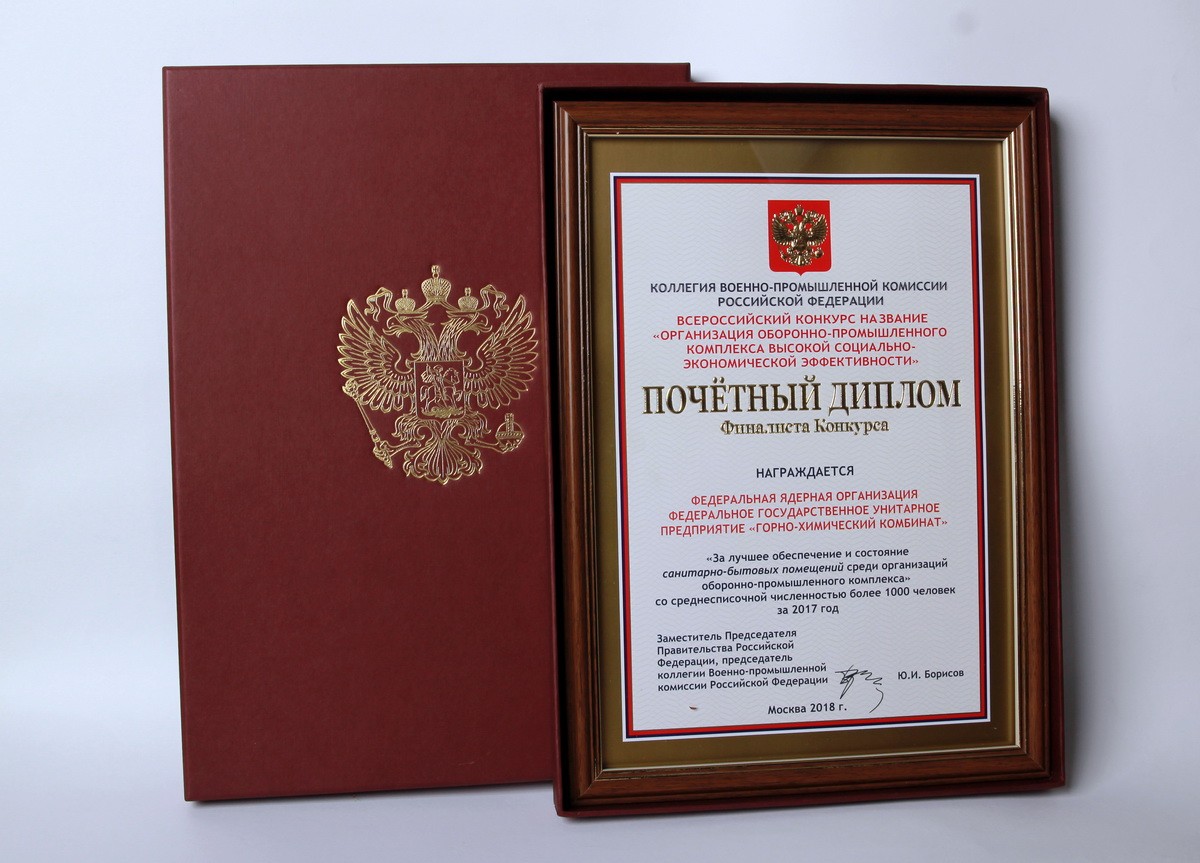 КОЛЛЕГИЯ ВОЕННО-ПРОМЫШЛЕННОЙ КОМИССИИ
РОССИЙСКОЙ ФЕДЕРАЦИИ
ВСЕРОССИЙСКИЙ КОНКУРС НАЗВАНИЕ
«ОРГАНИЗАЦИЯ ОБОРОННО-ПРОМЫШЛЕННОГО
КОМПЛЕКСА ВЫСОКОЙ СОЦИАЛЬНО-
ЭКОНОМИЧЕСКОЙ ЭФФЕКТИВНОСТИ»
ПОЧЁТНЫЙ ДИПЛОМ
Финалиста Конкурса
НАГРАЖДАЕТСЯ
ФЕДЕРАЛЬНАЯ ЯДЕРНАЯ ОРГАНИЗАЦИЯ
ФЕДЕРАЛЬНОЕ ГОСУДАРСТВЕННОЕ УНИТАРНОЕ
ПРЕДПРИЯТИЕ «ГОРНО-ХИМИЧЕСКИЙ КОМБИНАТ»
«За лучшее обеспечение и состояние
санитарно-бытовых помещений среди организаций
оборонно-промышленного комплекса»
со среднесписочной численностью более 1000 человек
за 2017 год
Заместитель Председателя
Правительства Российской
Федерации, председатель
коллегии Военно-промышленной
комиссии Российской Федерации
Ю.И. Борисов
Москва 2018 г.